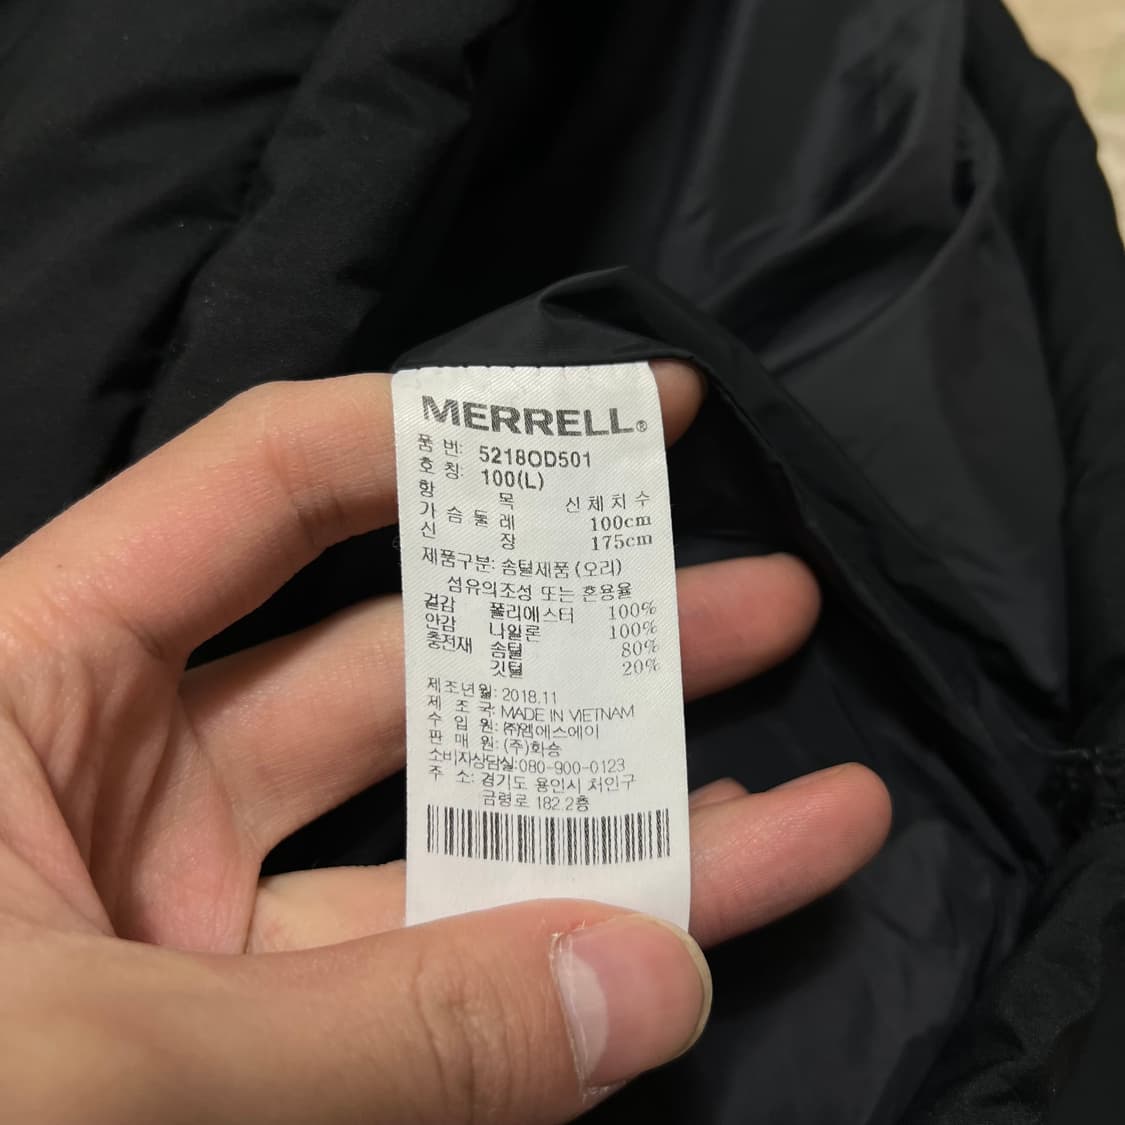 MERRELL®
품 번: 5218OD501
호 칭: 100(L)
항 목 신체치수
가슴둘레 100cm
신 장 175cm
제품구분: 솜털제품(오리)
섬유의조성 또는 혼용율
겉감 폴리에스터 100%
안감 나일론 100%
충전재 솜털 80%
깃털 20%
제조년월: 2018.11
제 조 국: MADE IN VIETNAM
수 입 원: ㈜엠에스에이
판 매 원: (주)화승
소비자상담실:080-900-0123
주 소: 경기도 용인시 처인구
금령로 182.2층